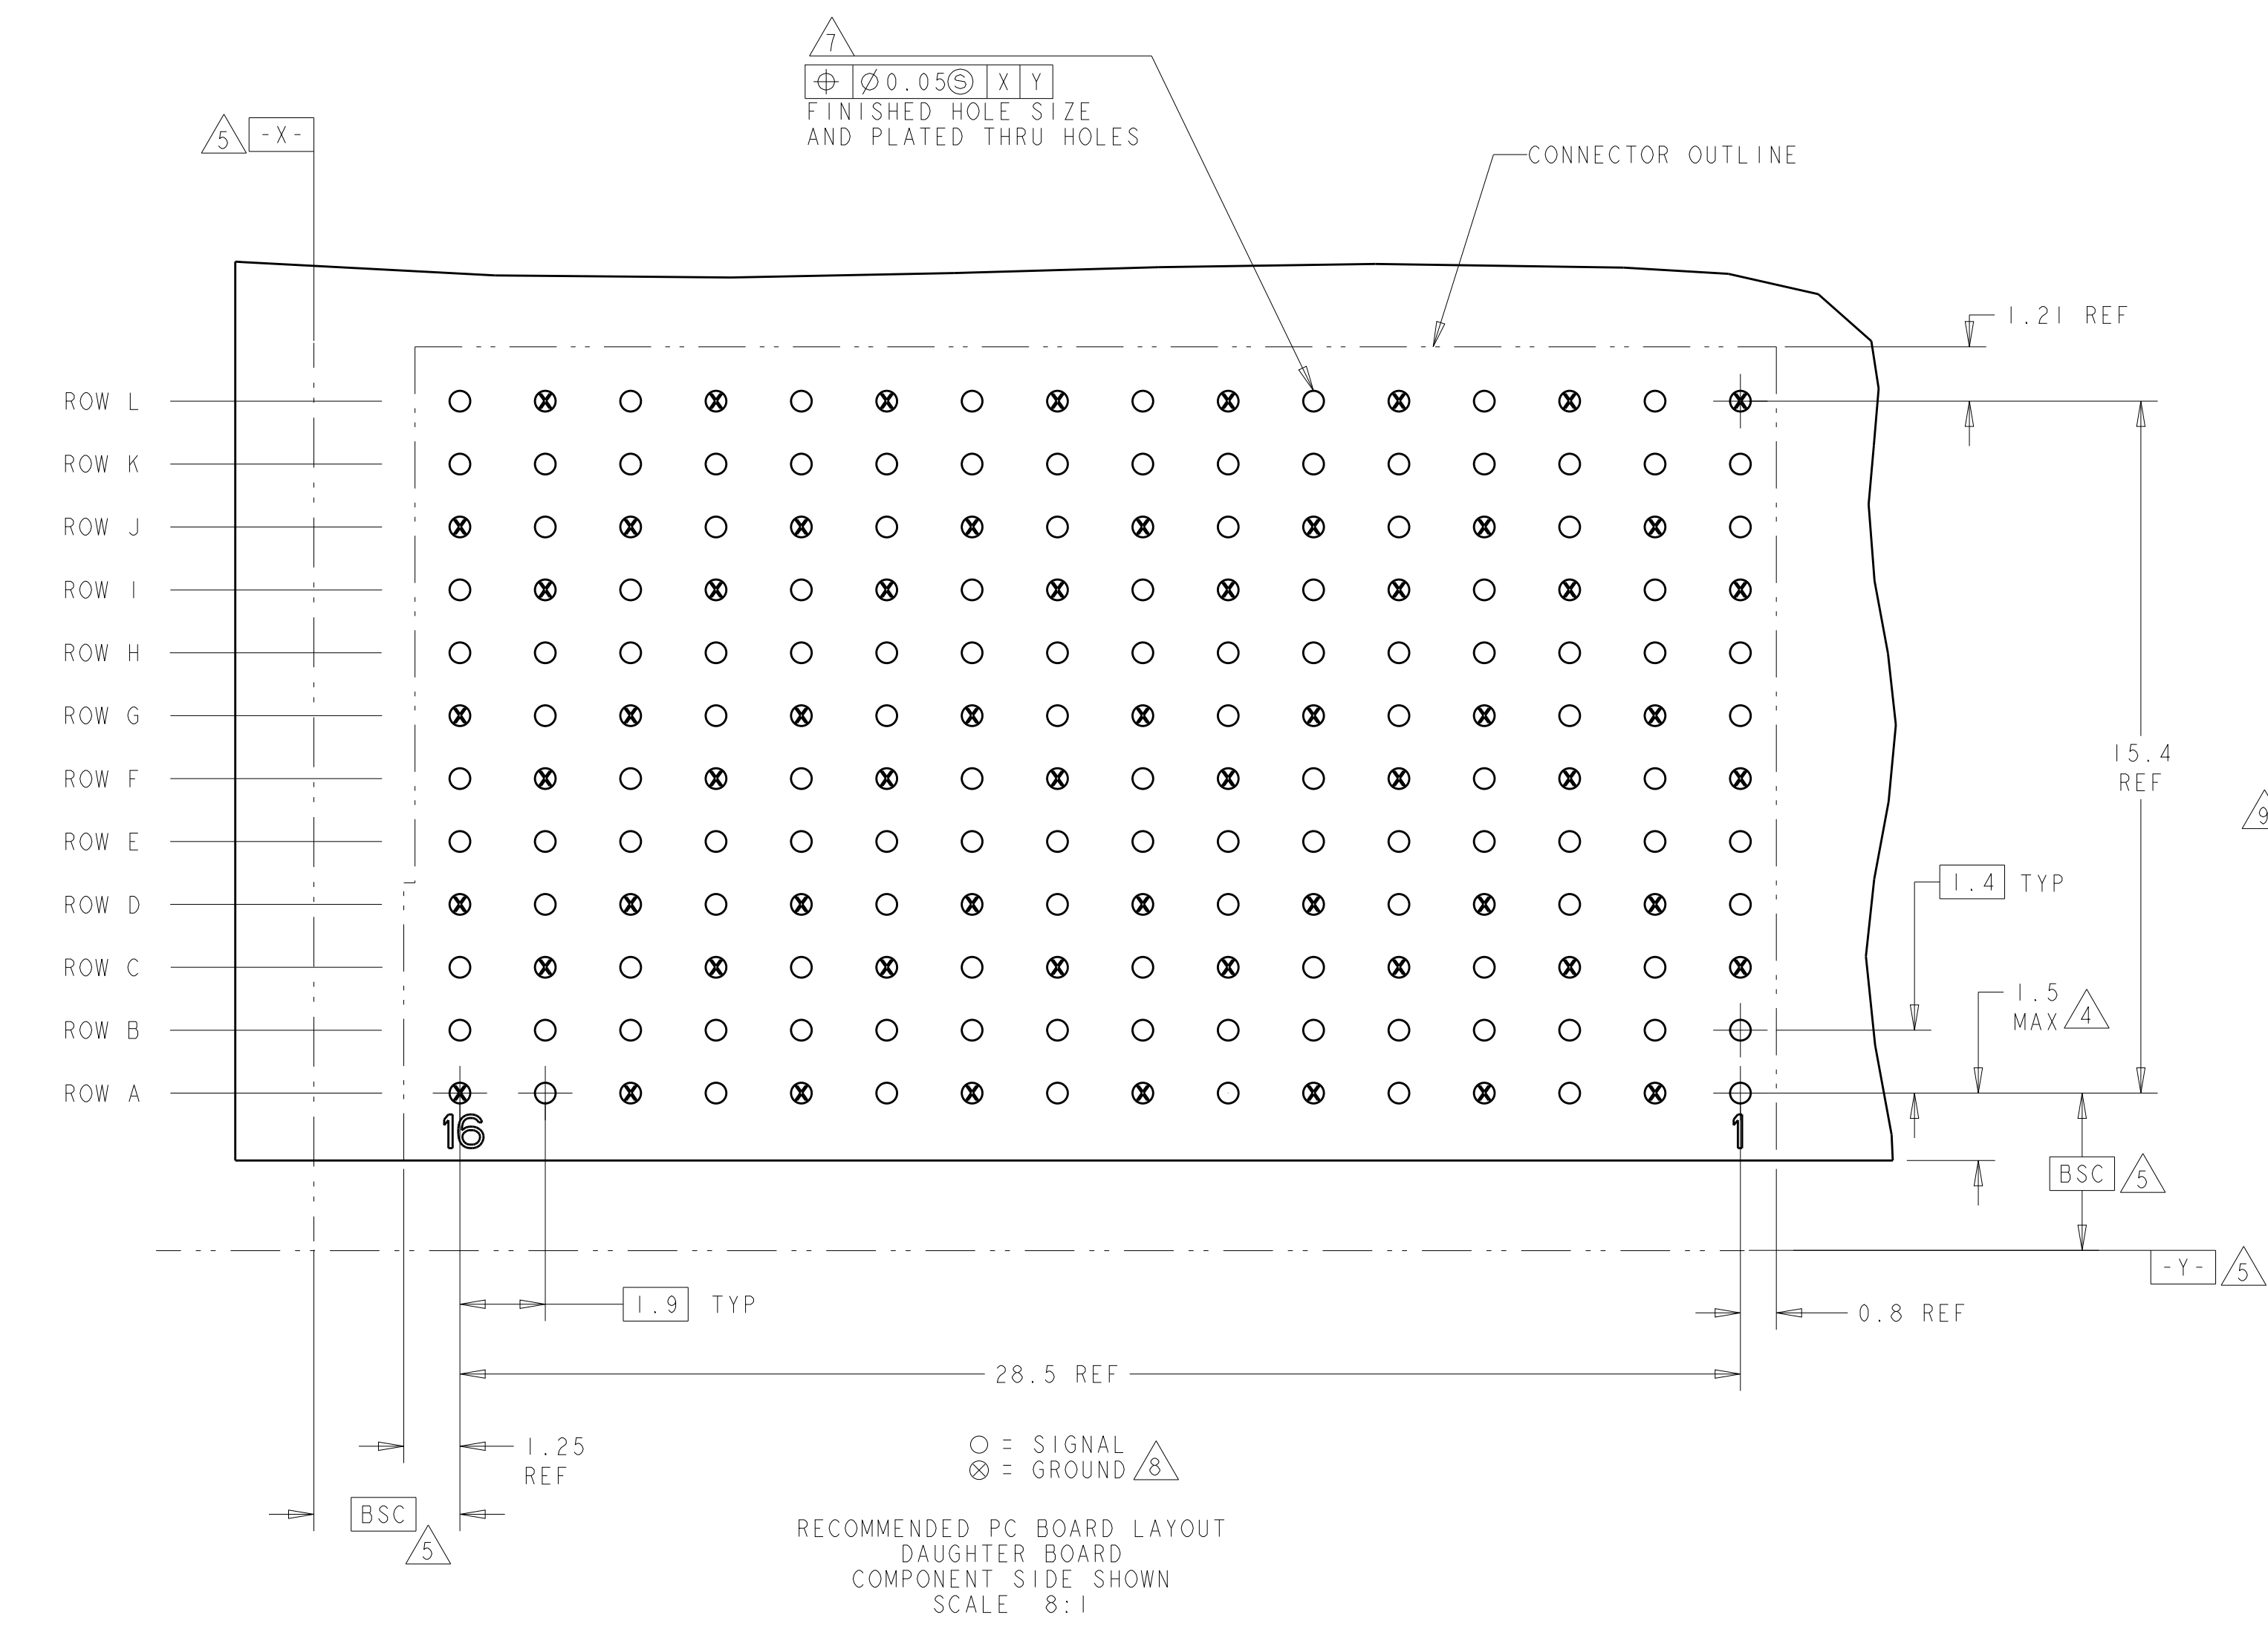 7
⌖ Ø0.05Ⓢ X Y
FINISHED HOLE SIZE
AND PLATED THRU HOLES
5 -X-
CONNECTOR OUTLINE
1.21 REF
ROW L
ROW K
ROW J
ROW I
ROW H
ROW G
ROW F
ROW E
ROW D
ROW C
ROW B
ROW A
15.4
REF
9
1.4 TYP
1.5
MAX 4
16
1
BSC 5
-Y- 5
1.9 TYP
0.8 REF
28.5 REF
1.25
REF
BSC
5
○ = SIGNAL
⊗ = GROUND 8
RECOMMENDED PC BOARD LAYOUT
DAUGHTER BOARD
COMPONENT SIDE SHOWN
SCALE 8:1